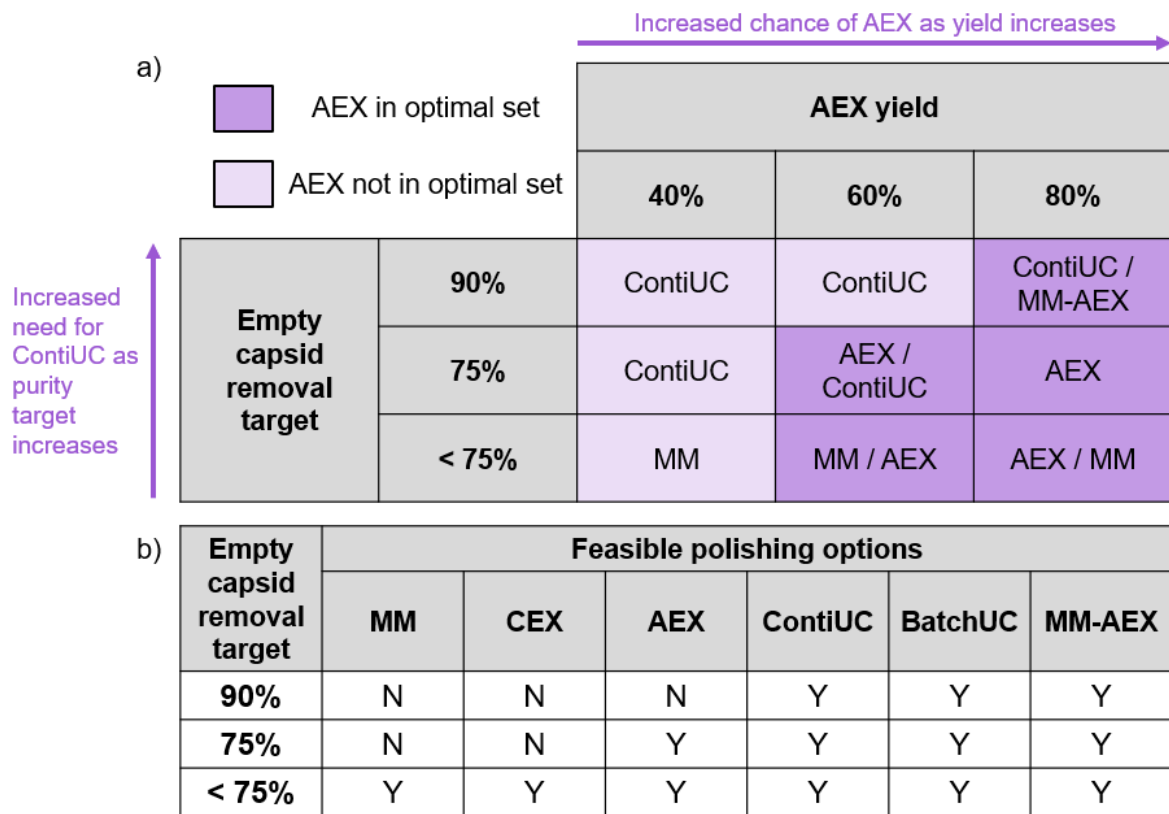 Increased chance of AEX as yield increases
a)
AEX in optimal set
AEX not in optimal set
AEX yield
40% 60% 80%
Increased
need for
ContiUC as
purity
target
increases
Empty
capsid
removal
target
90% ContiUC ContiUC ContiUC /
MM-AEX
75% ContiUC AEX /
ContiUC AEX
< 75% MM MM / AEX AEX / MM
b)
Empty
capsid
removal
target
Feasible polishing options
MM CEX AEX ContiUC BatchUC MM-AEX
90% N N N Y Y Y
75% N N Y Y Y Y
< 75% Y Y Y Y Y Y